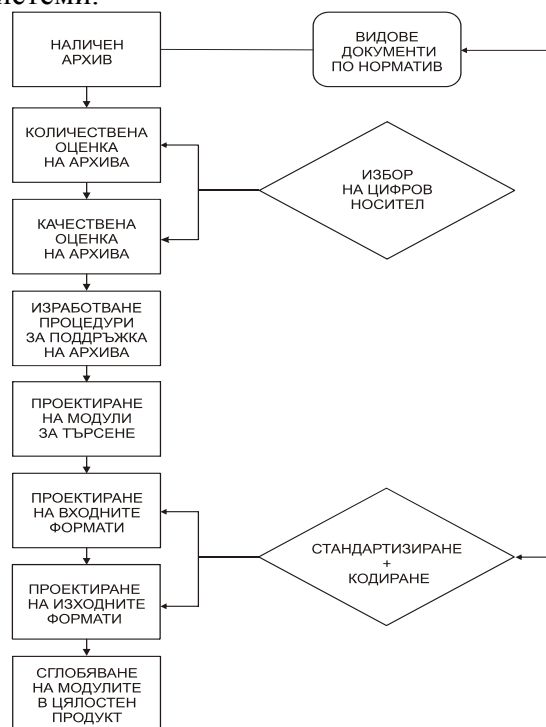 истеми.
НАЛИЧЕН
АРХИВ
ВИДОВЕ
ДОКУМЕНТИ
ПО НОРМАТИВ
КОЛИЧЕСТВЕНА
ОЦЕНКА
НА АРХИВА
ИЗБОР
НА ЦИФРОВ
НОСИТЕЛ
КАЧЕСТВЕНА
ОЦЕНКА
НА АРХИВА
ИЗРАБОТВАНЕ
ПРОЦЕДУРИ
ЗА ПОДДРЪЖКА
НА АРХИВА
ПРОЕКТИРАНЕ
НА МОДУЛИ
ЗА ТЪРСЕНЕ
ПРОЕКТИРАНЕ
НА ВХОДНИТЕ
ФОРМАТИ
СТАНДАРТИЗИРАНЕ
+
КОДИРАНЕ
ПРОЕКТИРАНЕ
НА ИЗХОДНИТЕ
ФОРМАТИ
СГЛОБЯВАНЕ
НА МОДУЛИТЕ
В ЦЯЛОСТЕН
ПРОДУКТ